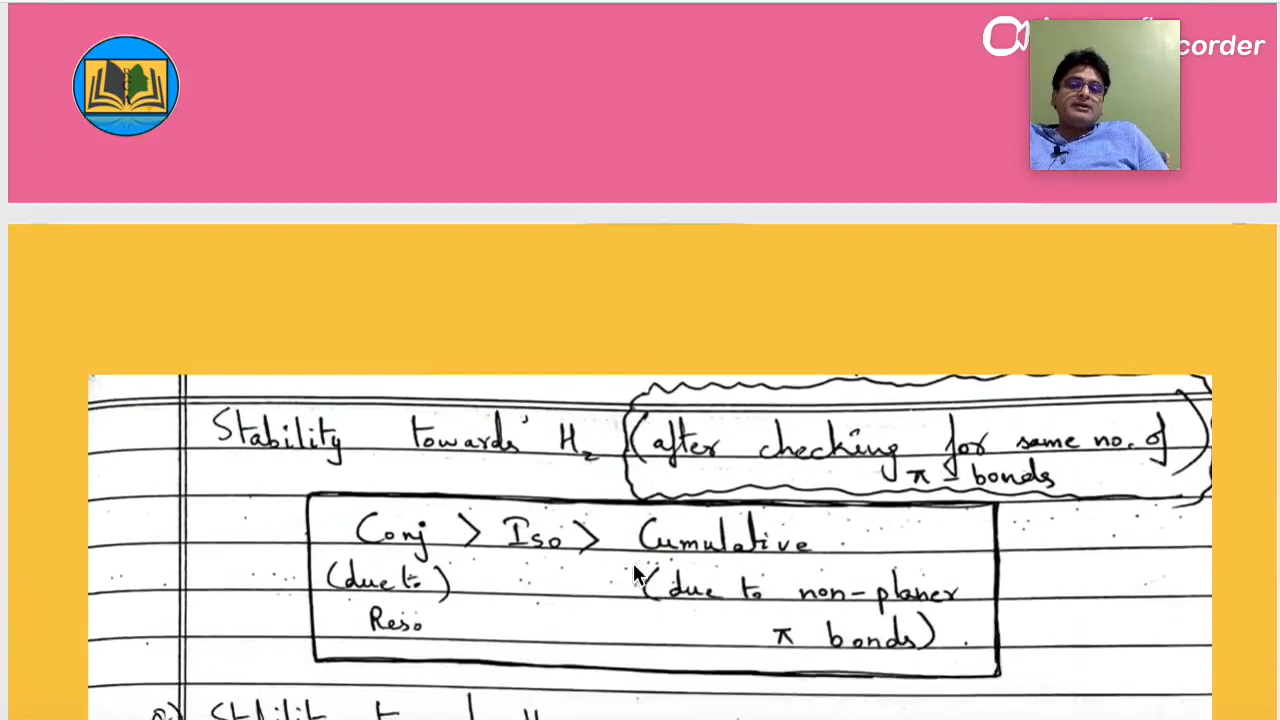 corder
Stability towards H2 (after checking for same no. of
π - bonds)
Conj > Iso > Cumulative
(due to) (due to non-planer
Reso π bonds)